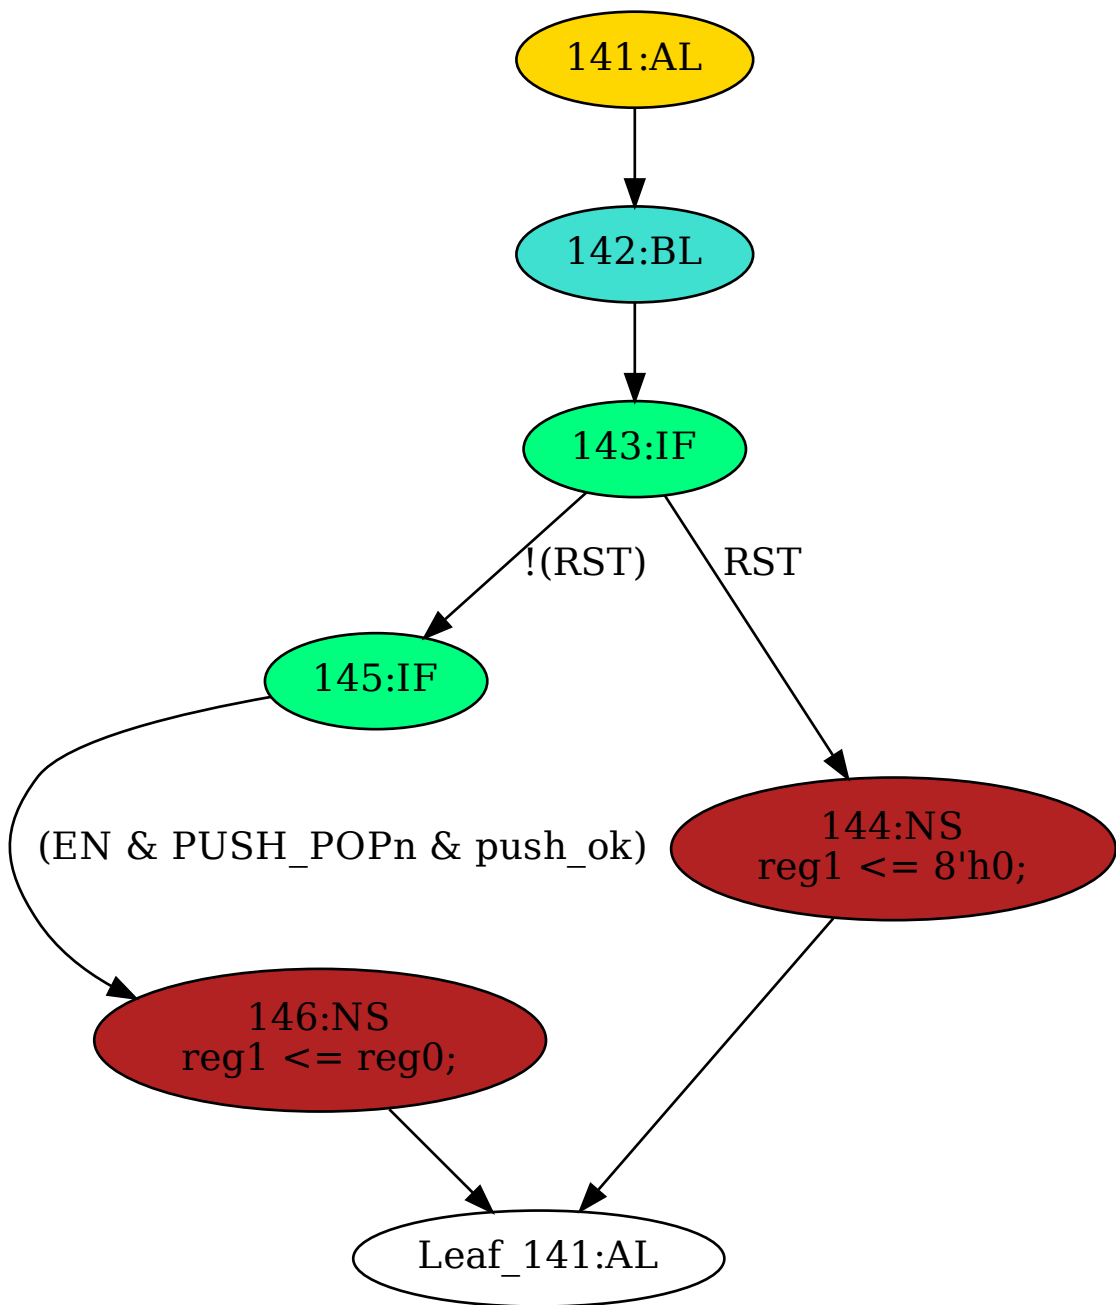 141:AL
142:BL
143:IF
!(RST)
RST
145:IF
(EN & PUSH_POPn & push_ok)
144:NS
reg1 <= 8'h0;
146:NS
reg1 <= reg0;
Leaf_141:AL